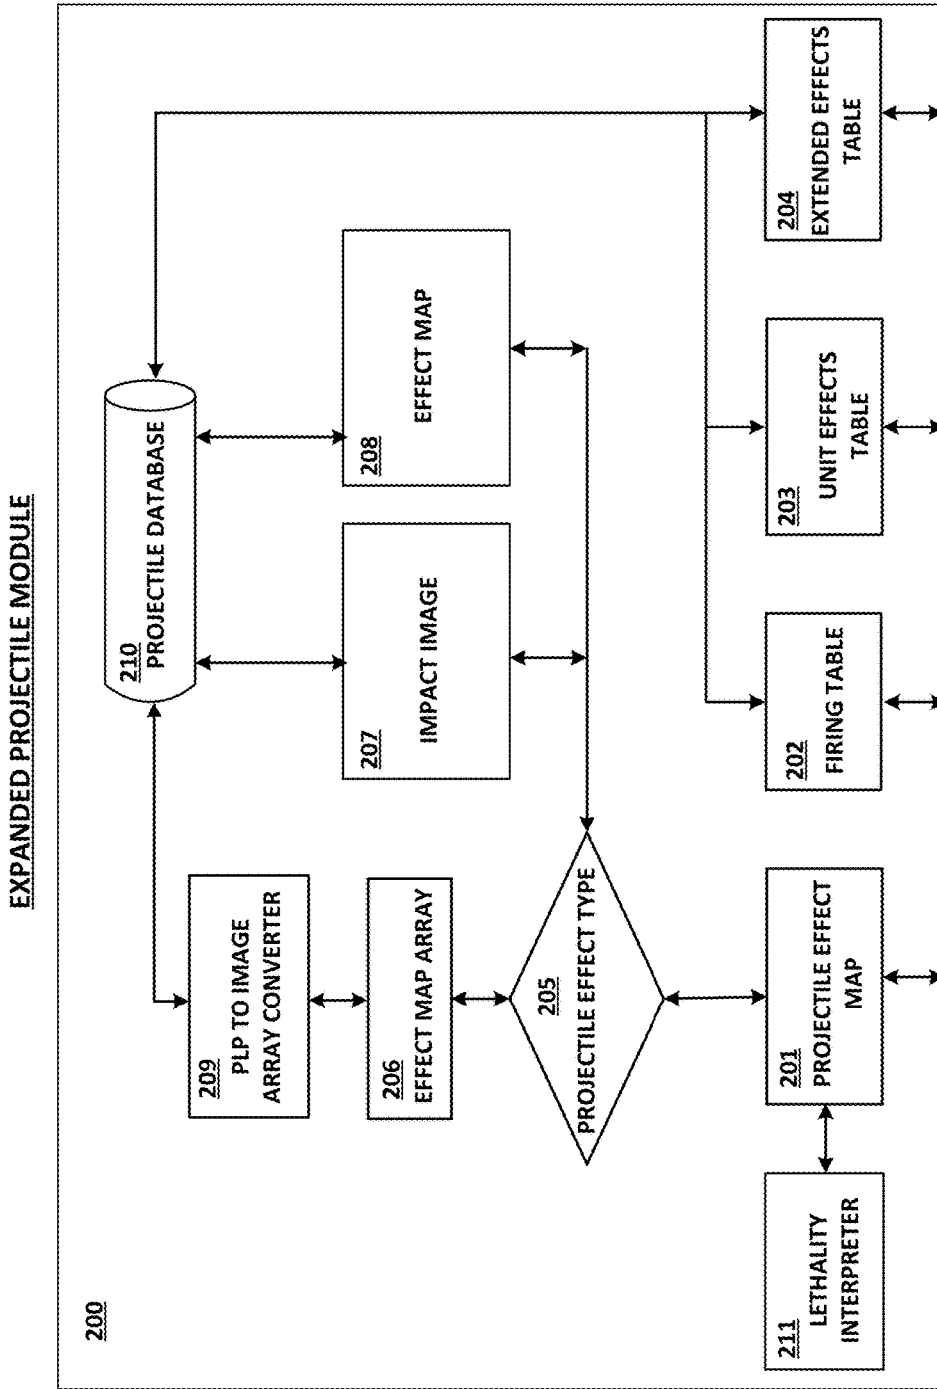 EXPANDED PROJECTILE MODULE
200
210
PROJECTILE DATABASE
209
PLP TO IMAGE
ARRAY CONVERTER
206
EFFECT MAP ARRAY
207
IMPACT IMAGE
208
EFFECT MAP
205
PROJECTILE EFFECT TYPE
211
LETHALITY
INTERPRETER
201
PROJECTILE EFFECT
MAP
202
FIRING TABLE
203
UNIT EFFECTS
TABLE
204
EXTENDED EFFECTS
TABLE